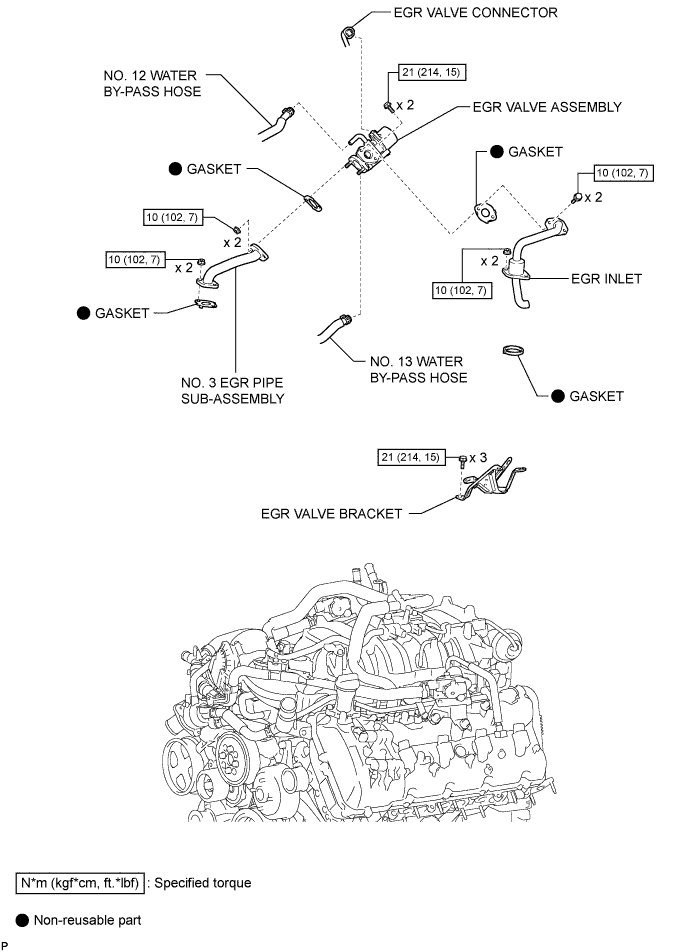 EGR VALVE CONNECTOR
21 (214, 15)
x 2
NO. 12 WATER
BY-PASS HOSE
EGR VALVE ASSEMBLY
GASKET
GASKET
10 (102, 7)
x 2
10 (102, 7)
x 2
10 (102, 7)
x 2
x 2
10 (102, 7)
EGR INLET
GASKET
NO. 13 WATER
BY-PASS HOSE
NO. 3 EGR PIPE
SUB-ASSEMBLY
GASKET
21 (214, 15)
x 3
EGR VALVE BRACKET
N*m (kgf*cm, ft.*lbf) : Specified torque
Non-reusable part
P